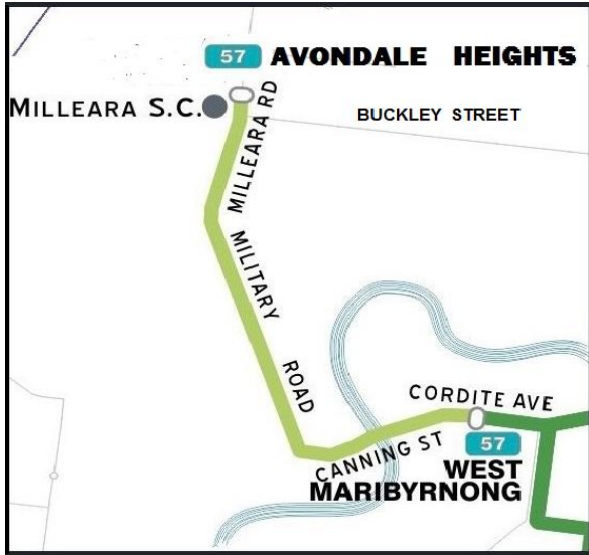 57 AVONDALE HEIGHTS
MILLEARA S.C.
BUCKLEY STREET
MILLEARA RD
MILITARY ROAD
CORDITE AVE
CANNING ST
57
WEST
MARIBYRNONG